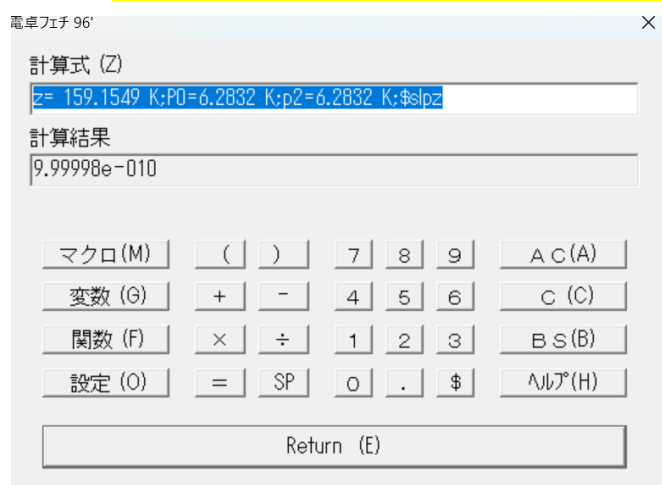 電卓フェチ 96'
計算式 (Z)
z= 159.1549 K;P0=6.2832 K;p2=6.2832 K;$slpz
計算結果
9.99998e-010
マクロ(M) ( ) 7 8 9 AC(A)
変数 (G) + - 4 5 6 C (C)
関数 (F) × ÷ 1 2 3 BS(B)
設定 (O) = SP 0 . $ ヘルプ(H)
Return (E)